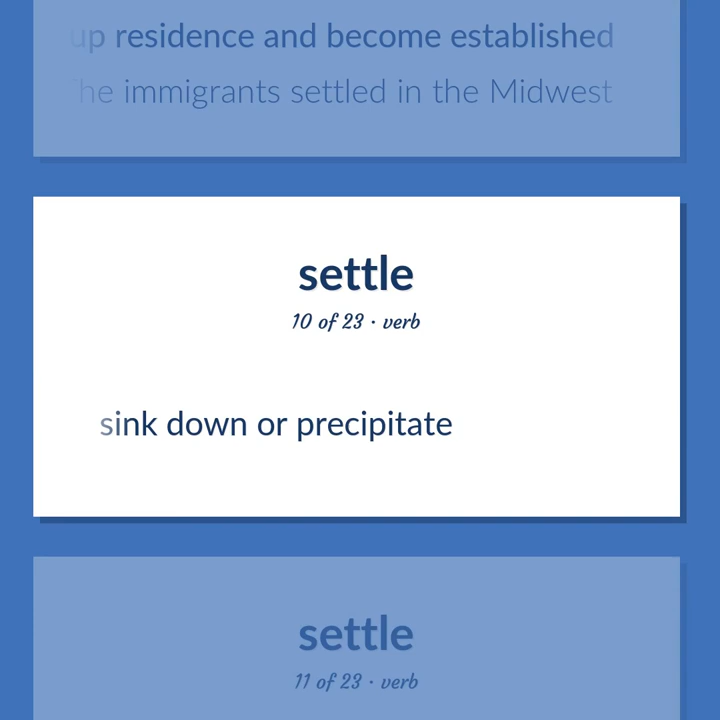 up residence and become established
The immigrants settled in the Midwest
settle
10 of 23 · verb
sink down or precipitate
settle
11 of 23 · verb